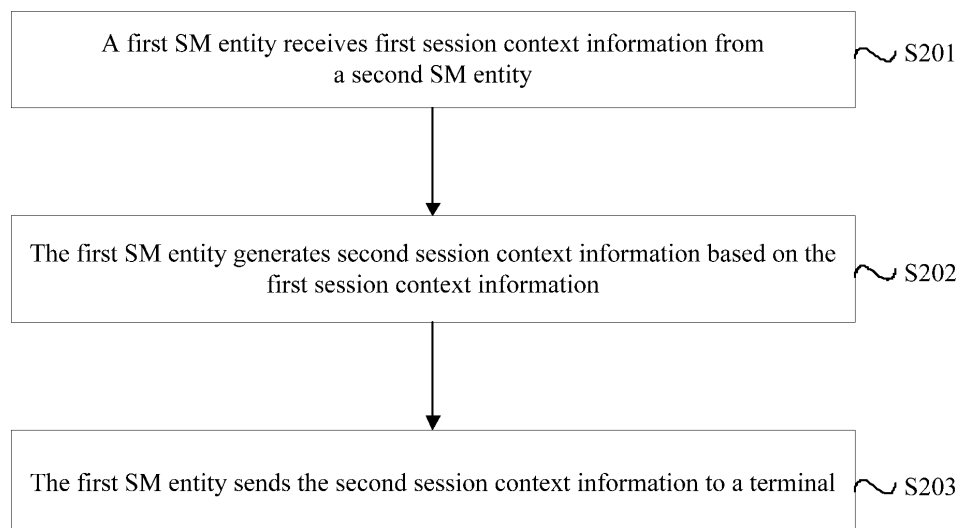 A first SM entity receives first session context information from
a second SM entity
S201
The first SM entity generates second session context information based on the
first session context information
S202
The first SM entity sends the second session context information to a terminal
S203